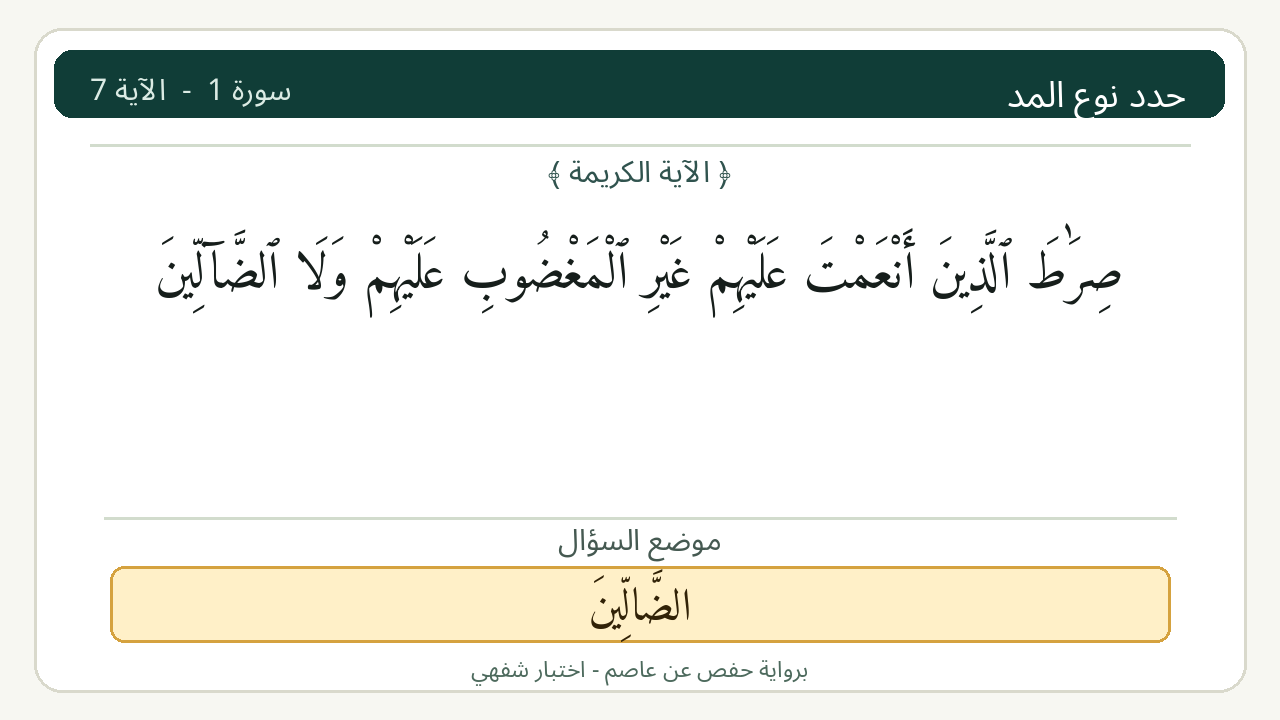 حدد نوع المد
سورة 1 - الآية 7
﴿ الآية الكريمة ﴾
صِرَٰطَ ٱلَّذِينَ أَنْعَمْتَ عَلَيْهِمْ غَيْرِ ٱلْمَغْضُوبِ عَلَيْهِمْ وَلَا ٱلضَّآلِّينَ
موضع السؤال
الضَّالِّينَ
برواية حفص عن عاصم - اختبار شفهي